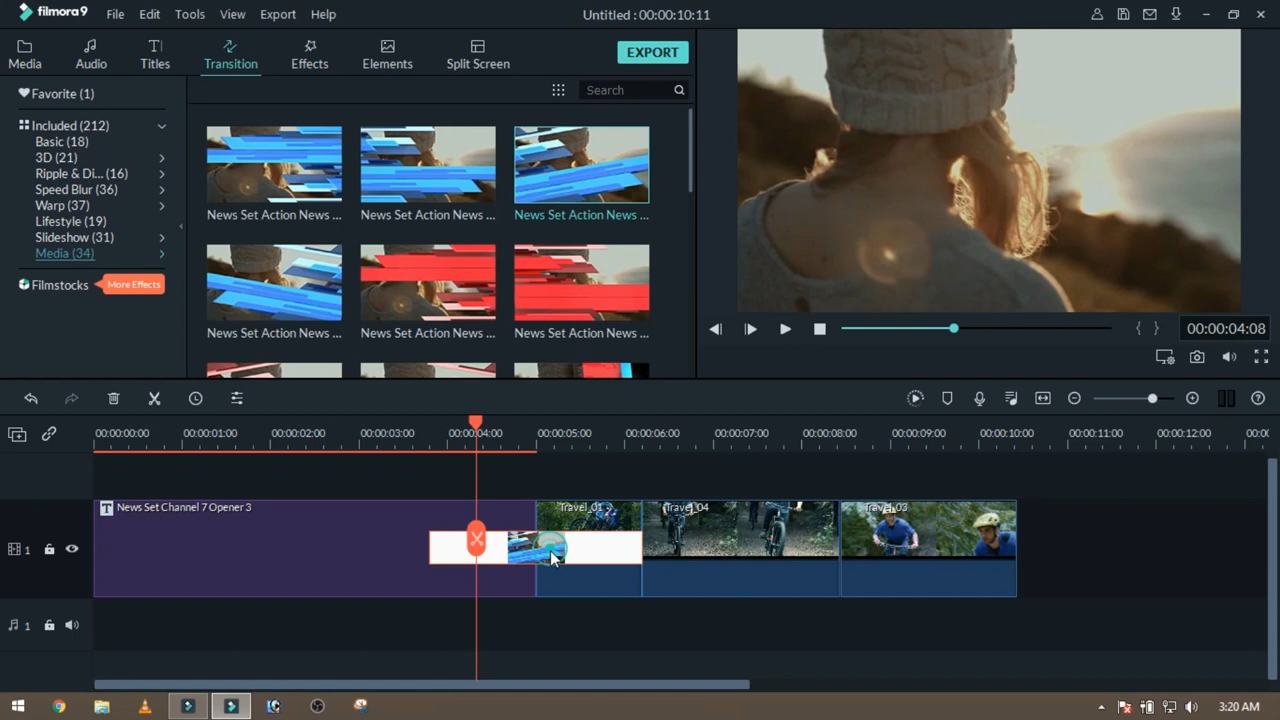 filmora9 File Edit Tools View Export Help Untitled : 00:00:10:11
Media Audio Titles Transition Effects Elements Split Screen EXPORT
Favorite (1)
Search
Included (212)
Basic (18)
3D (21)
Ripple & Di... (16)
Speed Blur (36)
Warp (37)
Lifestyle (19)
Slideshow (31)
Media (34)
Filmstocks More Effects
News Set Action News ... News Set Action News ... News Set Action News ...
News Set Action News ... News Set Action News ... News Set Action News ...
00:00:04:08
00:00:00:00 00:00:01:00 00:00:02:00 00:00:03:00 00:00:04:00 00:00:05:00 00:00:06:00 00:00:07:00 00:00:08:00 00:00:09:00 00:00:10:00 00:00:11:00 00:00:12:00 00:00
T News Set Channel 7 Opener 3 Travel_01 Travel_04 Travel_03
1
1
3:20 AM